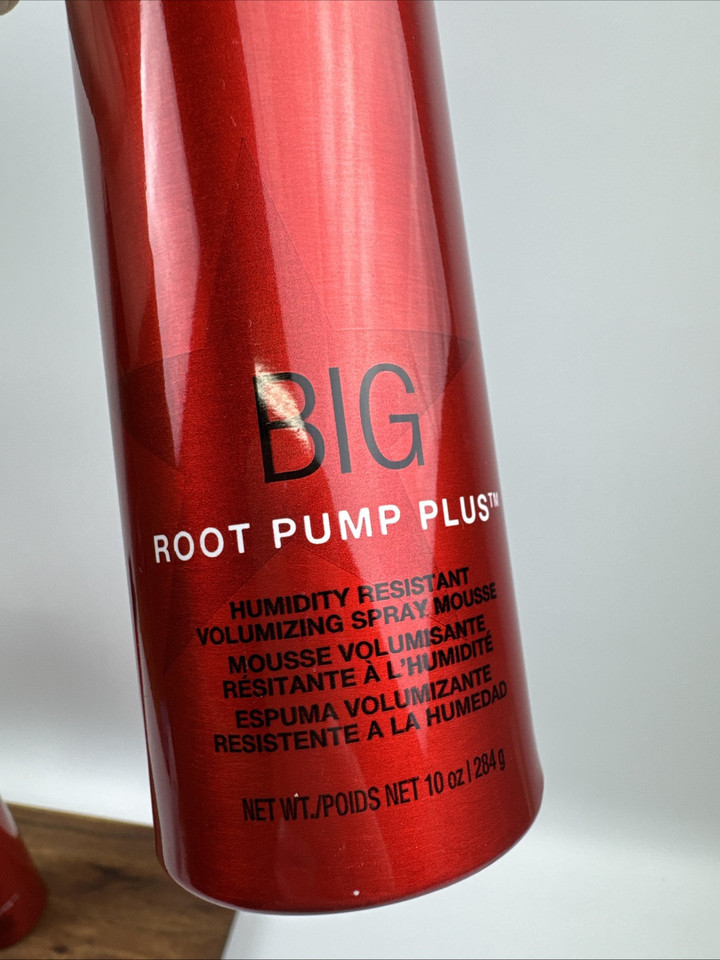 BIG
ROOT PUMP PLUS™
HUMIDITY RESISTANT
VOLUMIZING SPRAY MOUSSE
MOUSSE VOLUMISANTE
RÉSITANTE À L'HUMIDITÉ
ESPUMA VOLUMIZANTE
RESISTENTE A LA HUMEDAD
NET WT./POIDS NET 10 oz | 284 g